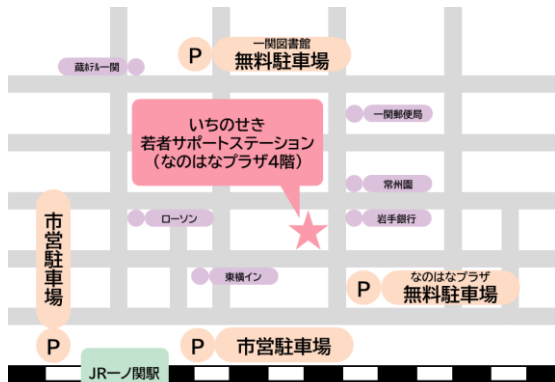 一関図書館
P 無料駐車場
蔵ホテル一関
いちのせき
若者サポートステーション
(なのはなプラザ4階)
一関郵便局
常州園
ローソン
岩手銀行
市営駐車場
P
東横イン
なのはなプラザ
P 無料駐車場
P 市営駐車場
JR一ノ関駅